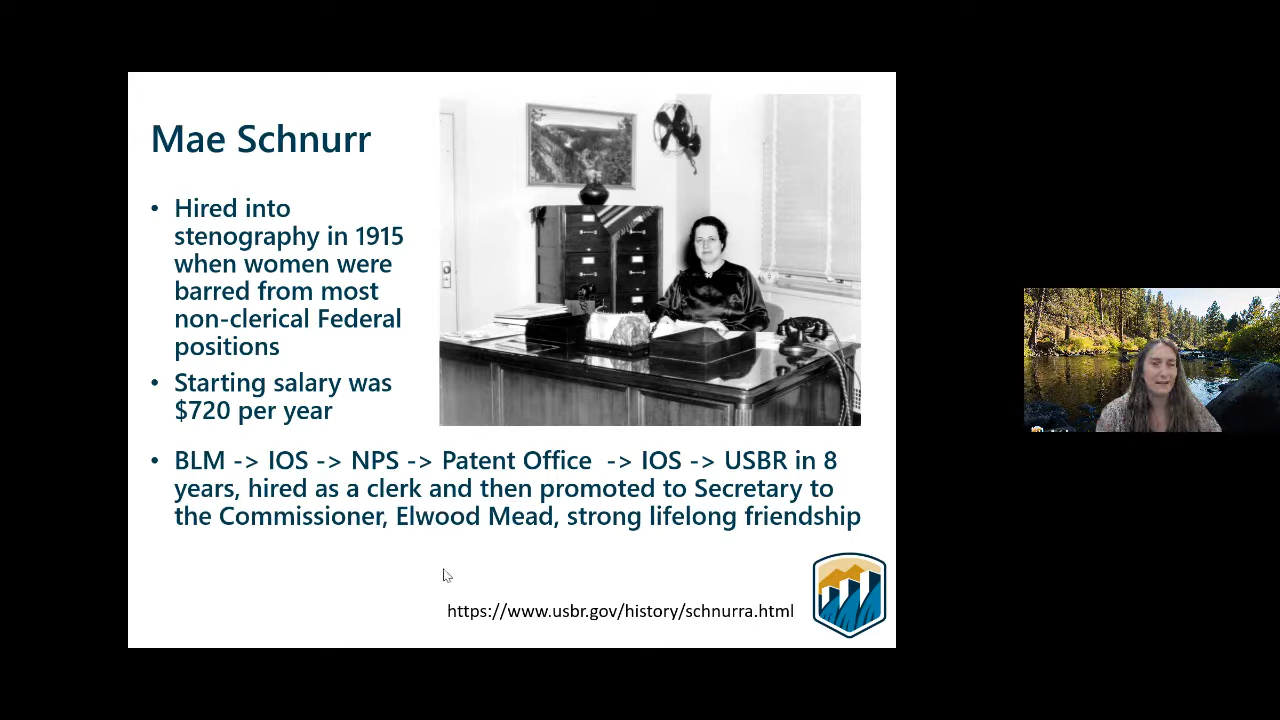 Mae Schnurr
• Hired into
stenography in 1915
when women were
barred from most
non-clerical Federal
positions
• Starting salary was
$720 per year
• BLM -> IOS -> NPS -> Patent Office -> IOS -> USBR in 8
years, hired as a clerk and then promoted to Secretary to
the Commissioner, Elwood Mead, strong lifelong friendship
https://www.usbr.gov/history/schnurra.html